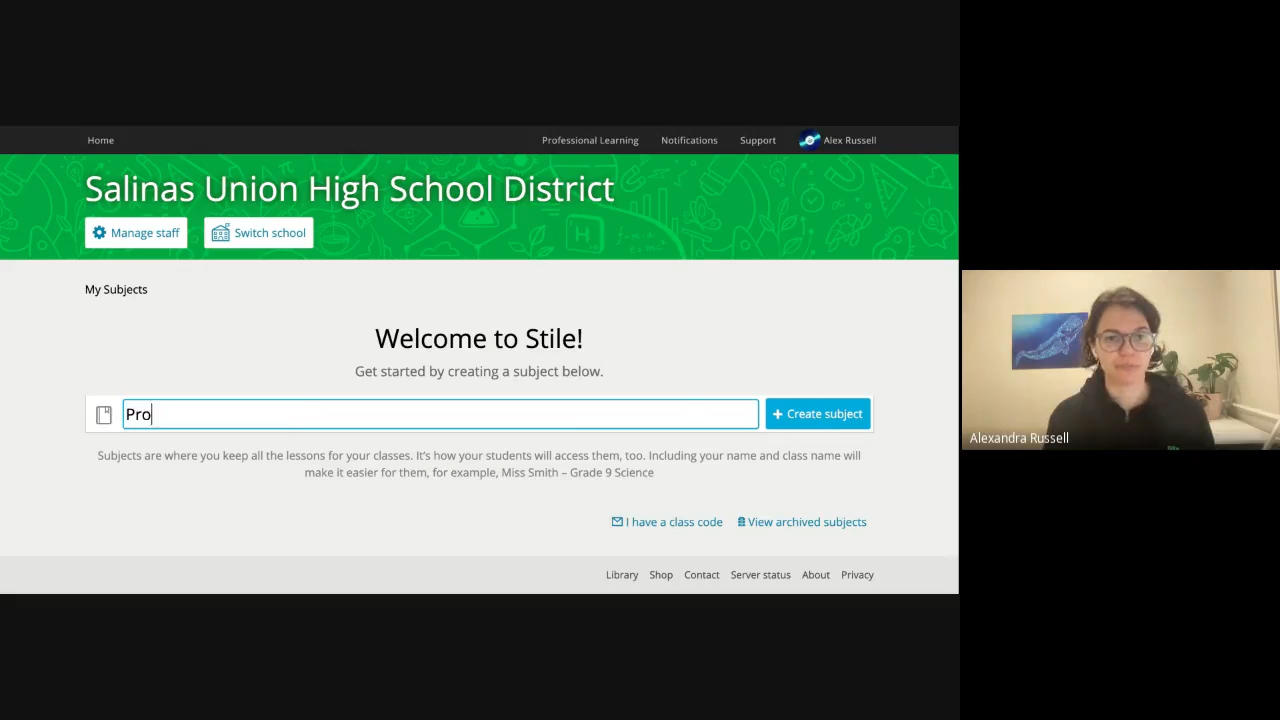 Home
Professional Learning
Notifications
Support
Alex Russell
Salinas Union High School District
Manage staff
Switch school
My Subjects
Welcome to Stile!
Get started by creating a subject below.
Pro
+ Create subject
Subjects are where you keep all the lessons for your classes. It's how your students will access them, too. Including your name and class name will
make it easier for them, for example, Miss Smith – Grade 9 Science
I have a class code
View archived subjects
Library
Shop
Contact
Server status
About
Privacy
Alexandra Russell